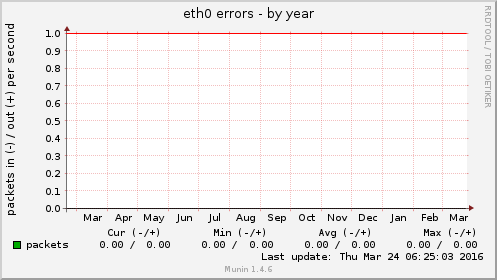 eth0 errors - by year
RRDTOOL / TOBI OETIKER
packets in (-) / out (+) per second
1.0
0.9
0.8
0.7
0.6
0.5
0.4
0.3
0.2
0.1
0.0
Mar Apr May Jun Jul Aug Sep Oct Nov Dec Jan Feb Mar
Cur (-/+) Min (-/+) Avg (-/+) Max (-/+)
packets 0.00 / 0.00 0.00 / 0.00 0.00 / 0.00 0.00 / 0.00
Last update: Thu Mar 24 06:25:03 2016
Munin 1.4.6